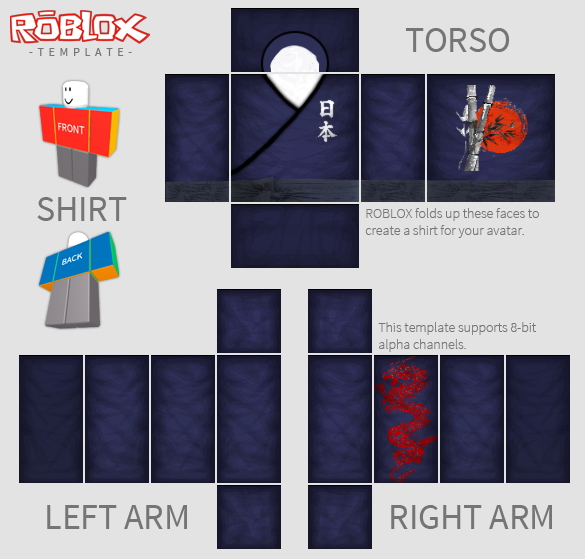 ROBLOX
-TEMPLATE-
TORSO
FRONT
日
本
SHIRT
ROBLOX folds up these faces to
create a shirt for your avatar.
BACK
This template supports 8-bit
alpha channels.
LEFT ARM
RIGHT ARM